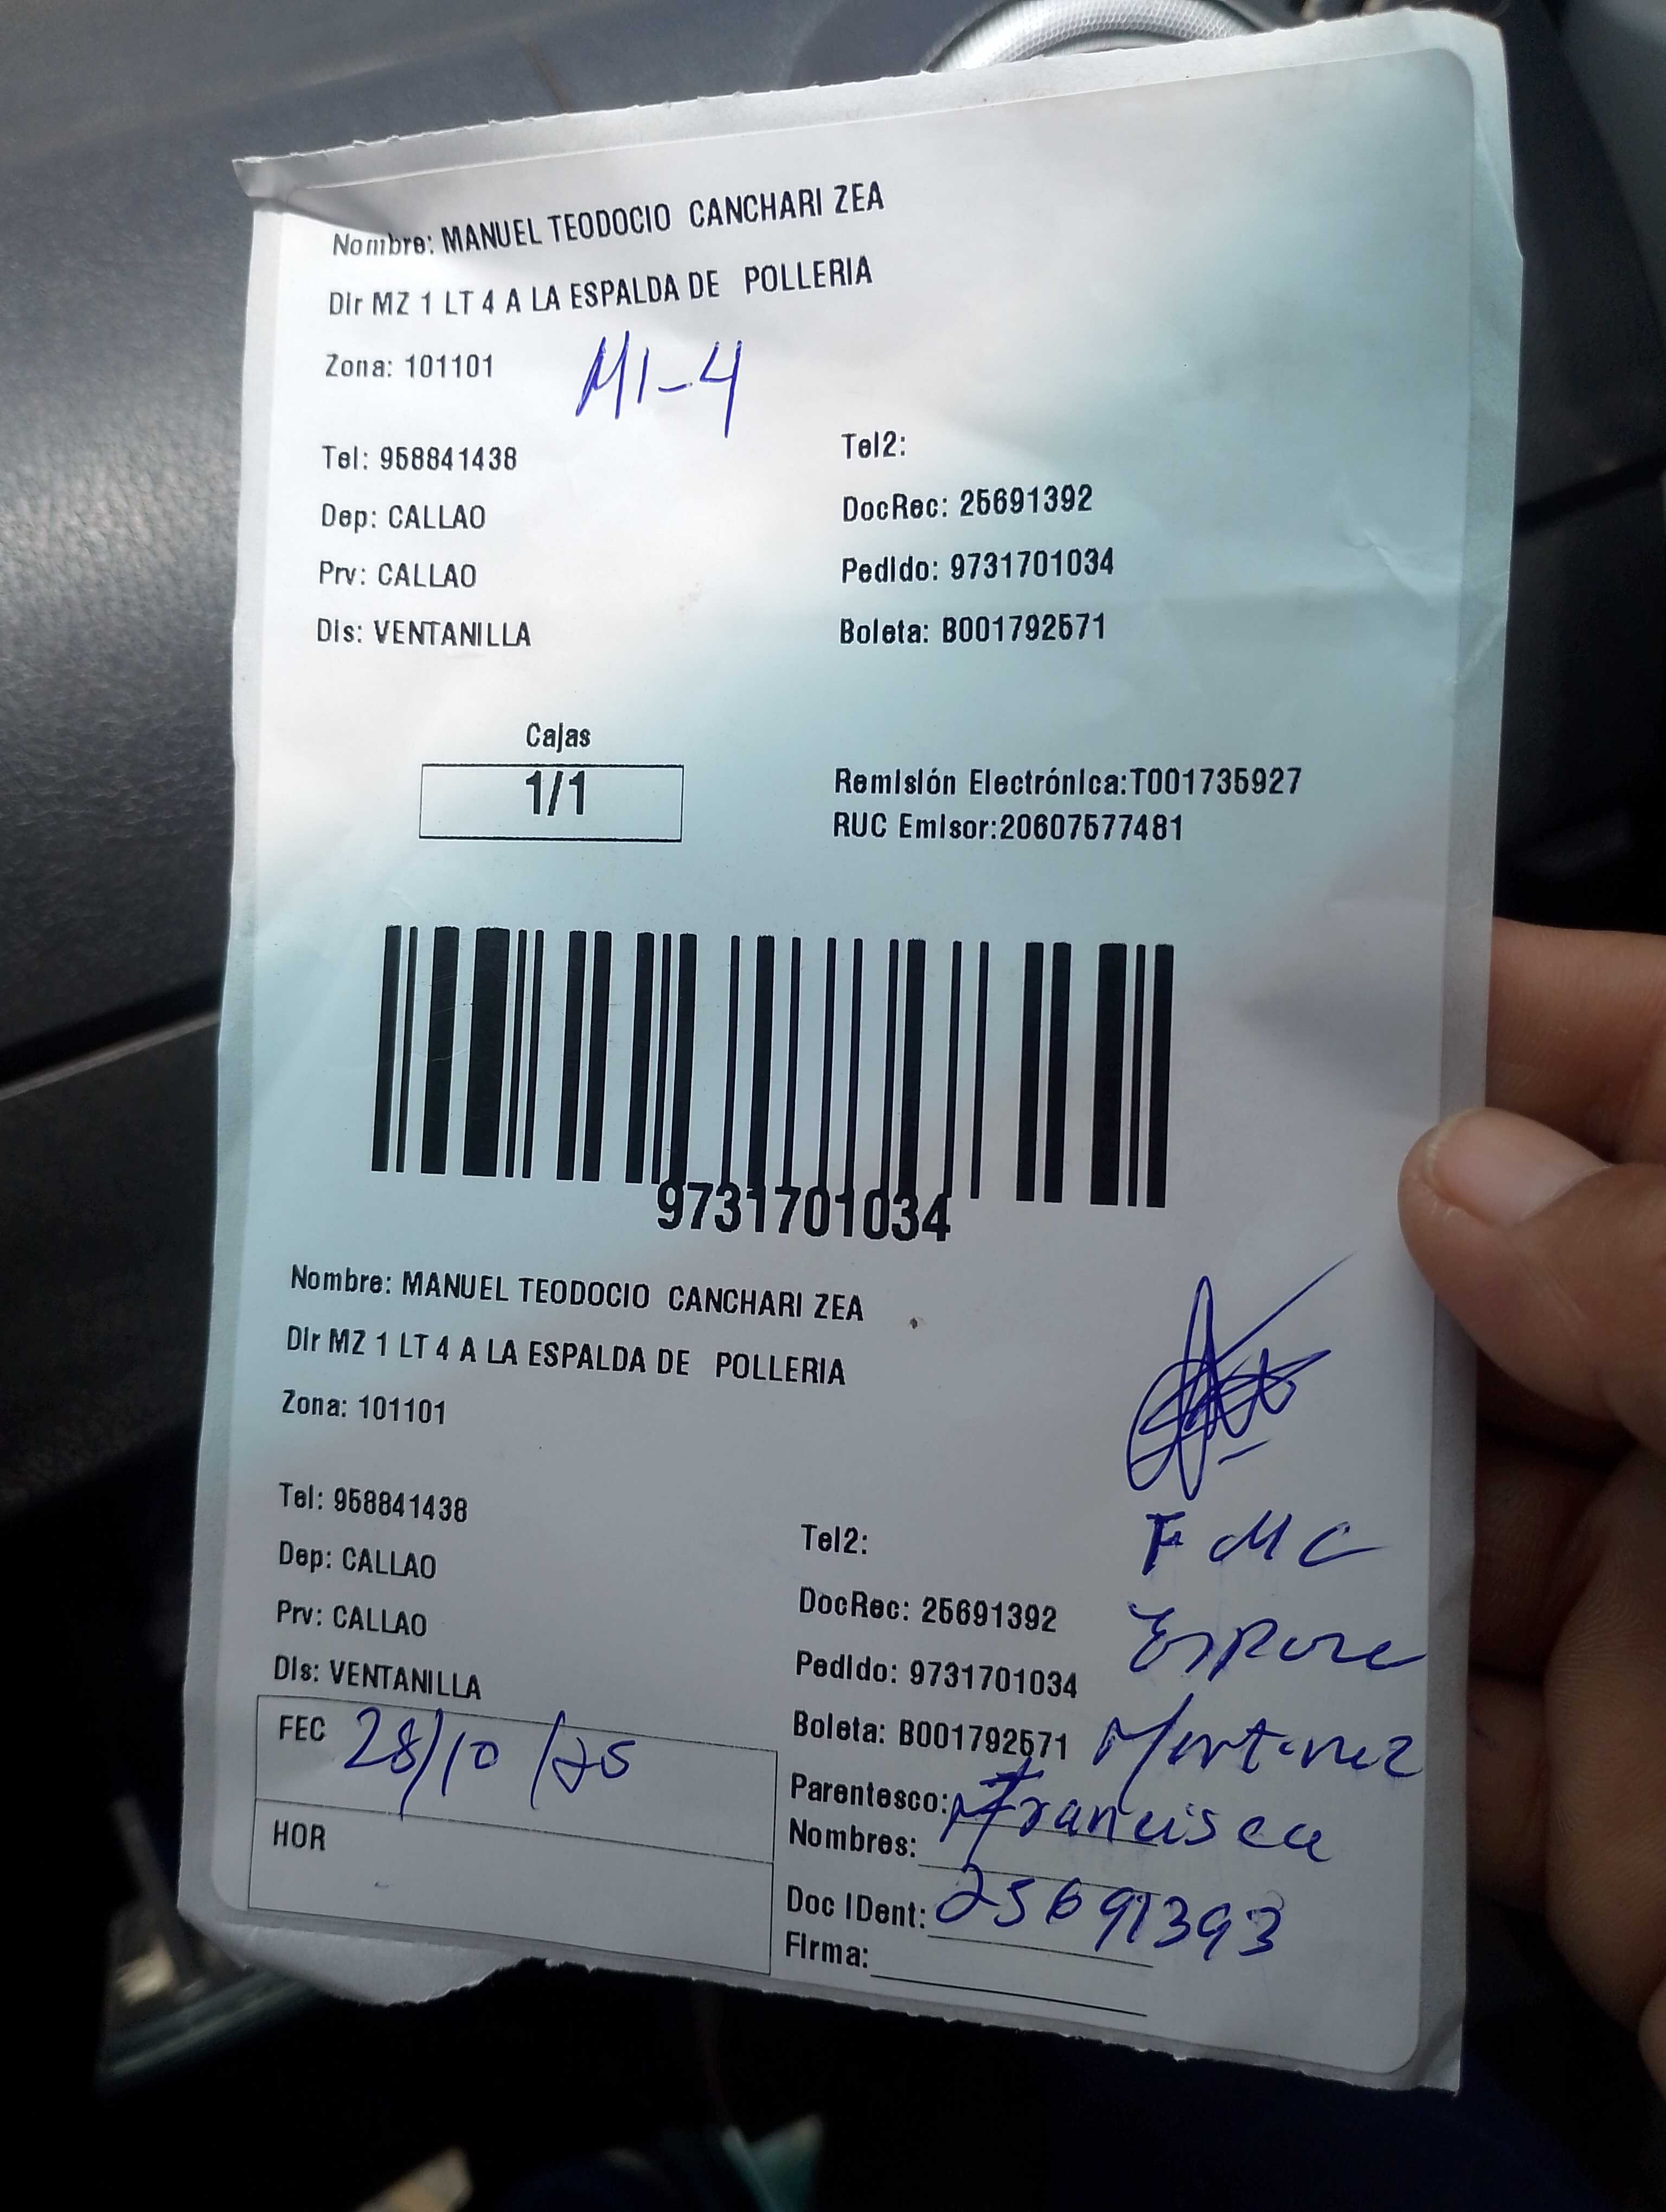 Nombre: MANUEL TEODOCIO CANCHARI ZEA
Dir MZ 1 LT 4 A LA ESPALDA DE POLLERIA
Zona: 101101
M1-4
Tel: 958841438
Tel2:
Dep: CALLAO
DocRec: 25691392
Prv: CALLAO
Pedido: 9731701034
Dis: VENTANILLA
Boleta: B001792571
Cajas
1/1
Remisión Electrónica:T001735927
RUC Emisor:20607577481
9731701034
Nombre: MANUEL TEODOCIO CANCHARI ZEA
Dir MZ 1 LT 4 A LA ESPALDA DE POLLERIA
Zona: 101101
Tel: 958841438
Tel2:
F M C
Dep: CALLAO
DocRec: 25691392
Prv: CALLAO
Pedido: 9731701034
Dis: VENTANILLA
Boleta: B001792571
Martinez
FEC 28/10/25
Parentesco:
Francisca
Nombres:
HOR
Doc IDent: 25691393
Firma: